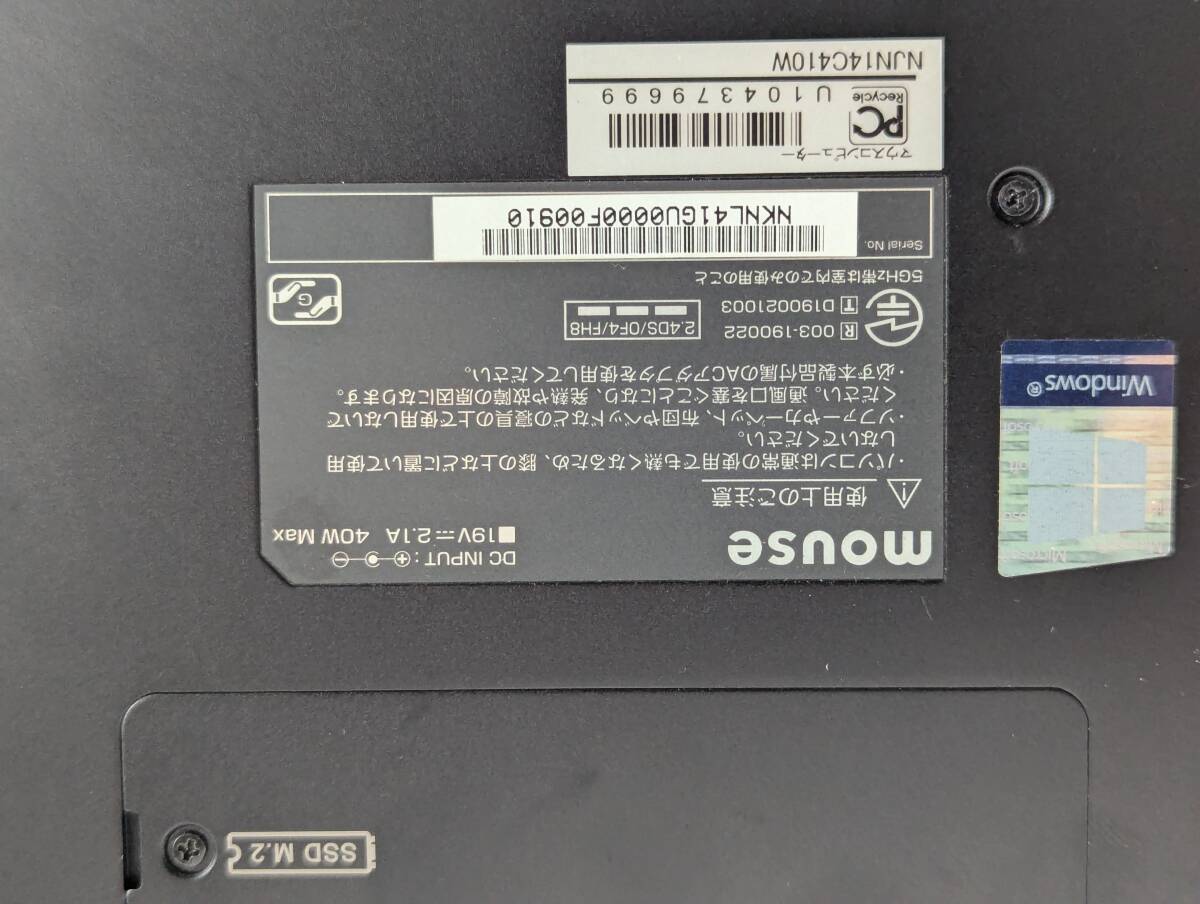 SSD M.2
mouse
DC INPUT :
19V 2.1A 40W Max
使用上のご注意
・パソコンは通常の使用でも熱くなるため、膝の上などに置いて使用
しないでください。
・ソファーやカーペット、布団やベッドなどの寝具の上で使用しないで
ください。通風口を塞ぐことになり、発熱や故障の原因になります。
・必ず本製品付属のACアダプタを使用してください。
R 003-190022
T D190021003
2.4DS/OF4/FH8
5GHz帯は室内でのみ使用のこと
G
Serial No.
NKNL41GU0000F00910
マウスコンピューター
PC
Recycle
U104379699
NJN14C410W
Microsoft
Windows®